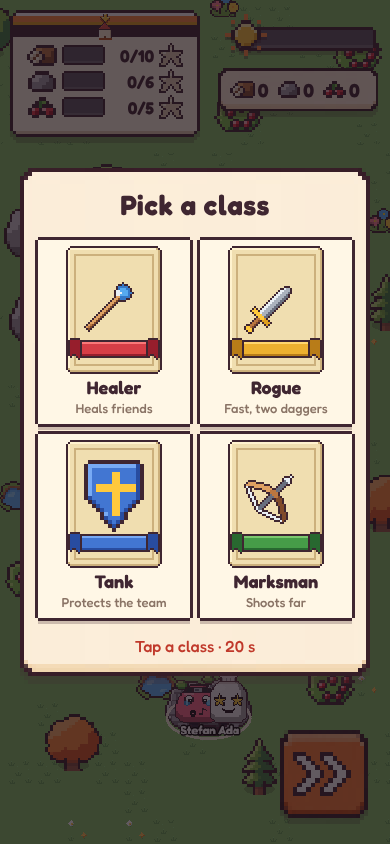 0/10
0/6
0/5
0 0 0
Pick a class
Healer
Heals friends
Rogue
Fast, two daggers
Tank
Protects the team
Marksman
Shoots far
Tap a class · 20 s
Stefan Ada